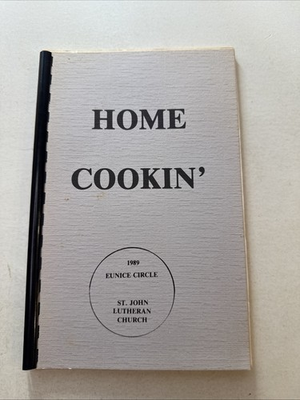 HOME
COOKIN'
1989
EUNICE CIRCLE
ST. JOHN
LUTHERAN
CHURCH